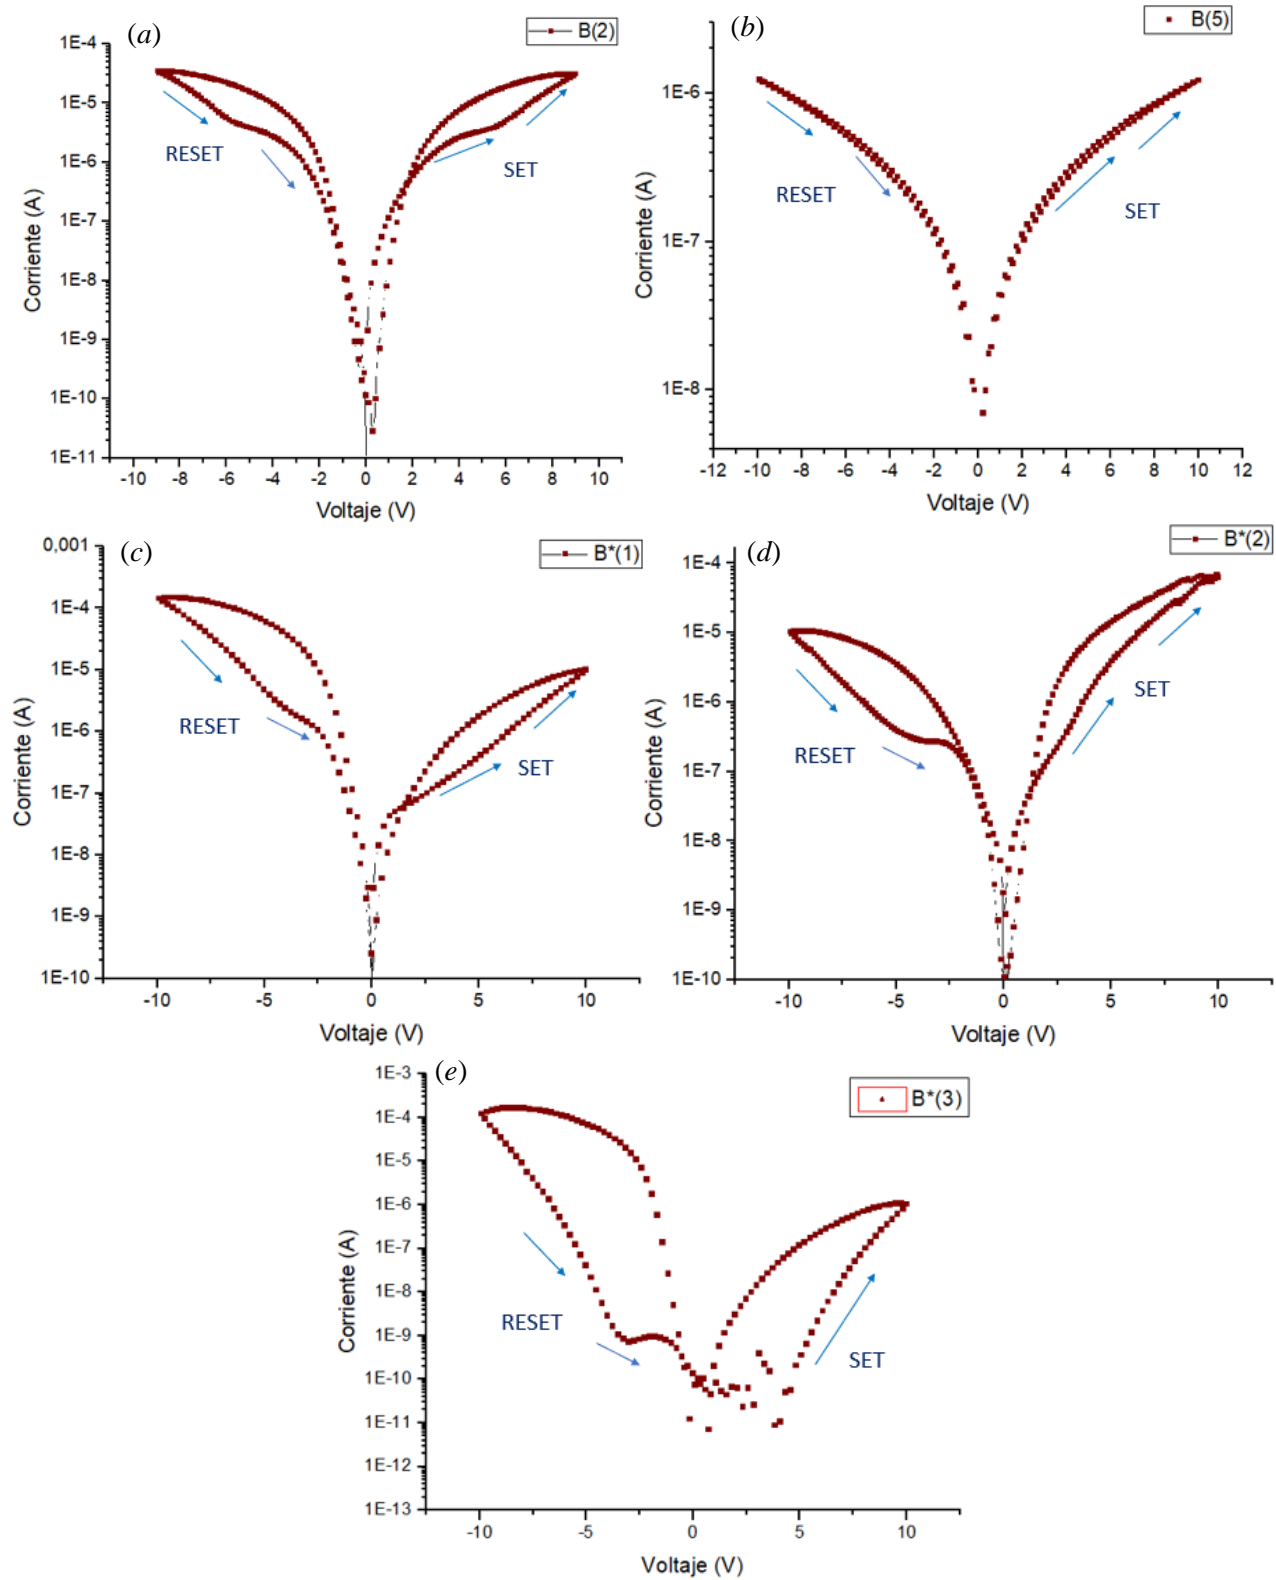 (a)
B(2)
1E-4
1E-5
1E-6
1E-7
1E-8
1E-9
1E-10
1E-11
Corriente (A)
RESET
SET
-10 -8 -6 -4 -2 0 2 4 6 8 10
Voltaje (V)
(b)
B(5)
1E-6
1E-7
1E-8
Corriente (A)
RESET
SET
-12 -10 -8 -6 -4 -2 0 2 4 6 8 10 12
Voltaje (V)
(c)
B*(1)
0,001
1E-4
1E-5
1E-6
1E-7
1E-8
1E-9
1E-10
Corriente (A)
RESET
SET
-10 -5 0 5 10
Voltaje (V)
(d)
B*(2)
1E-4
1E-5
1E-6
1E-7
1E-8
1E-9
1E-10
Corriente (A)
RESET
SET
-10 -5 0 5 10
Voltaje (V)
(e)
B*(3)
1E-3
1E-4
1E-5
1E-6
1E-7
1E-8
1E-9
1E-10
1E-11
1E-12
1E-13
Corriente (A)
RESET
SET
-10 -5 0 5 10
Voltaje (V)